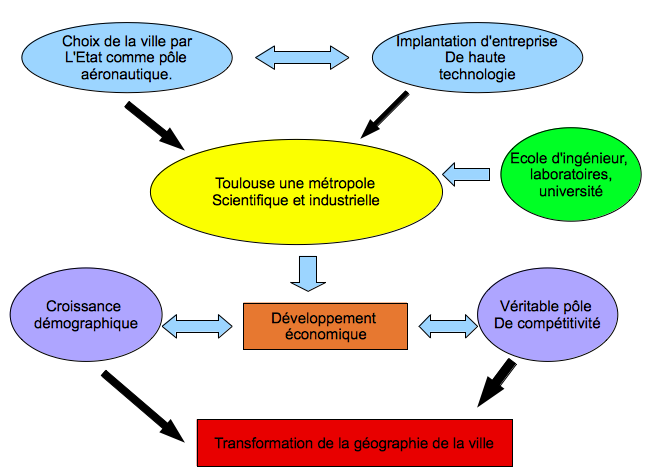 Choix de la ville par
L'Etat comme pôle
aéronautique.
Implantation d'entreprise
De haute
technologie
Ecole d'ingénieur,
laboratoires,
université
Toulouse une métropole
Scientifique et industrielle
Croissance
démographique
Développement
économique
Véritable pôle
De compétitivité
Transformation de la géographie de la ville